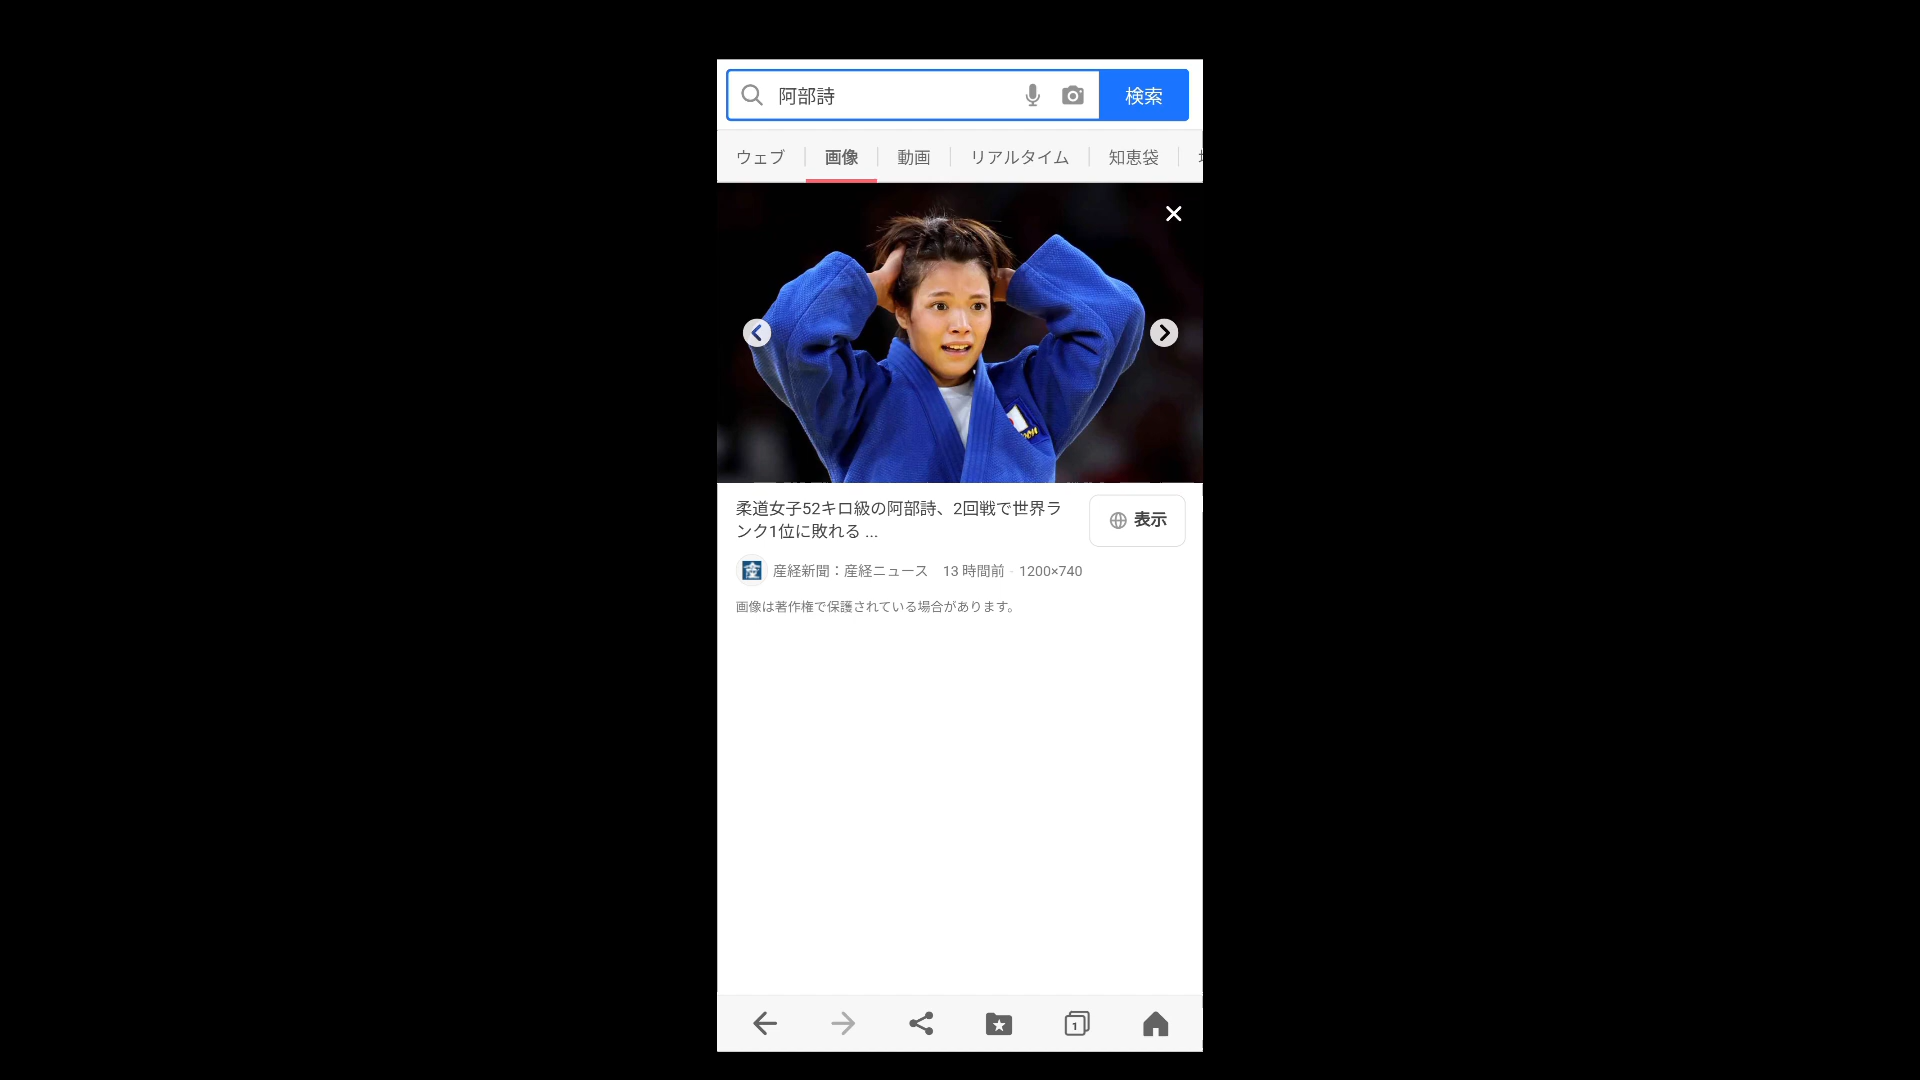 阿部詩
検索
ウェブ
画像
動画
リアルタイム
知恵袋
柔道女子52キロ級の阿部詩、2回戦で世界ラ
ンク1位に敗れる ...
表示
産経新聞：産経ニュース 13 時間前 · 1200×740
画像は著作権で保護されている場合があります。
1